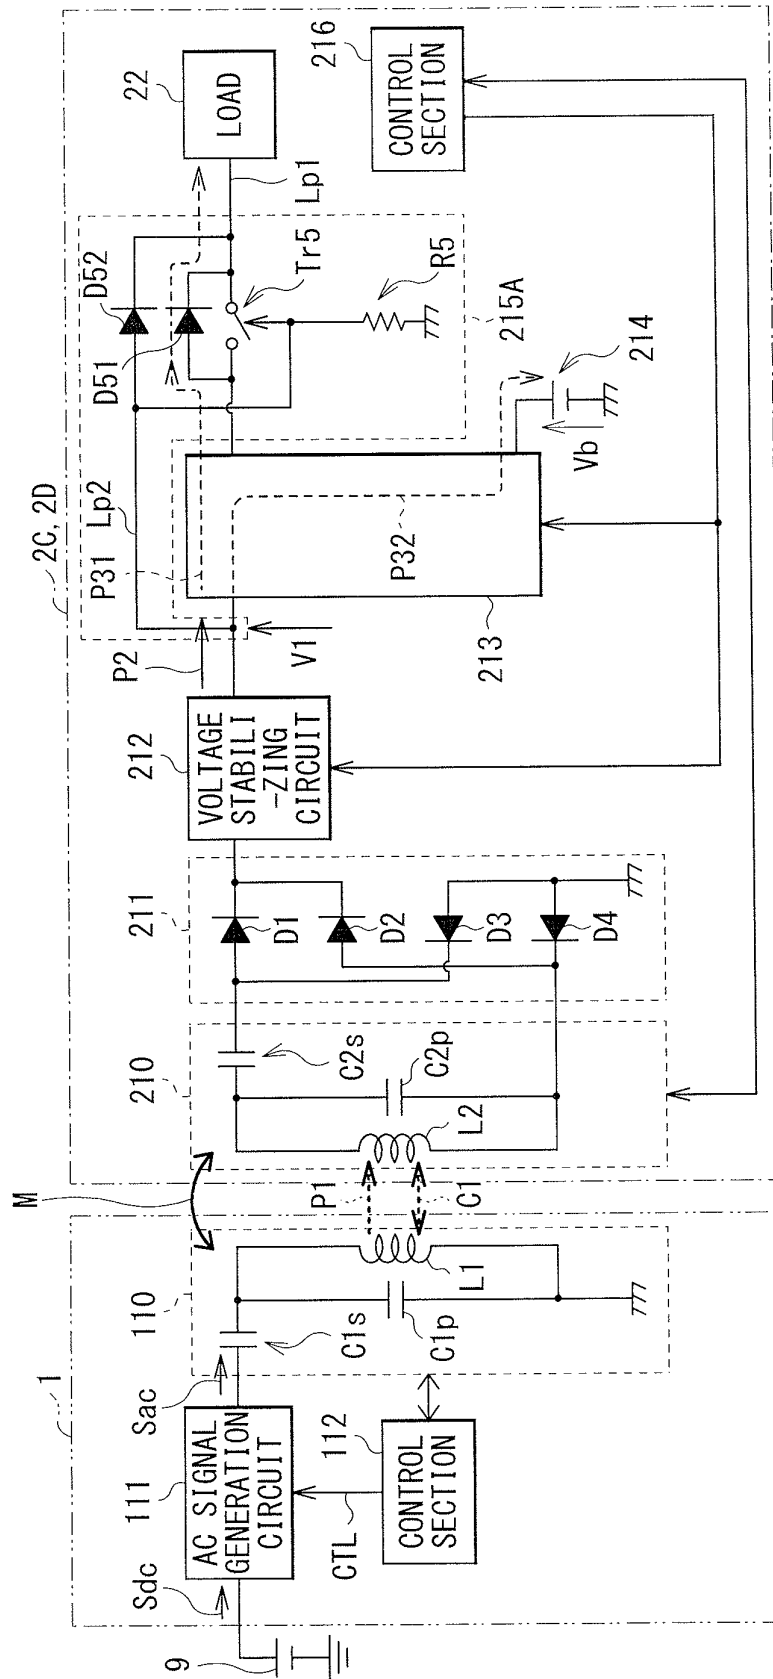 9
Sdc
111
AC SIGNAL
GENERATION
CIRCUIT
CTL
112
CONTROL
SECTION
1
Sac
110
C1s
C1p
L1
M
P1
C1
210
L2
C2s
C2p
211
D1
D2
D3
D4
212
VOLTAGE
STABILI
-ZING
CIRCUIT
2C, 2D
P2
V1
213
P31
Lp2
P32
D51
D52
Tr5
R5
215A
214
Vb
22
LOAD
Lp1
216
CONTROL
SECTION